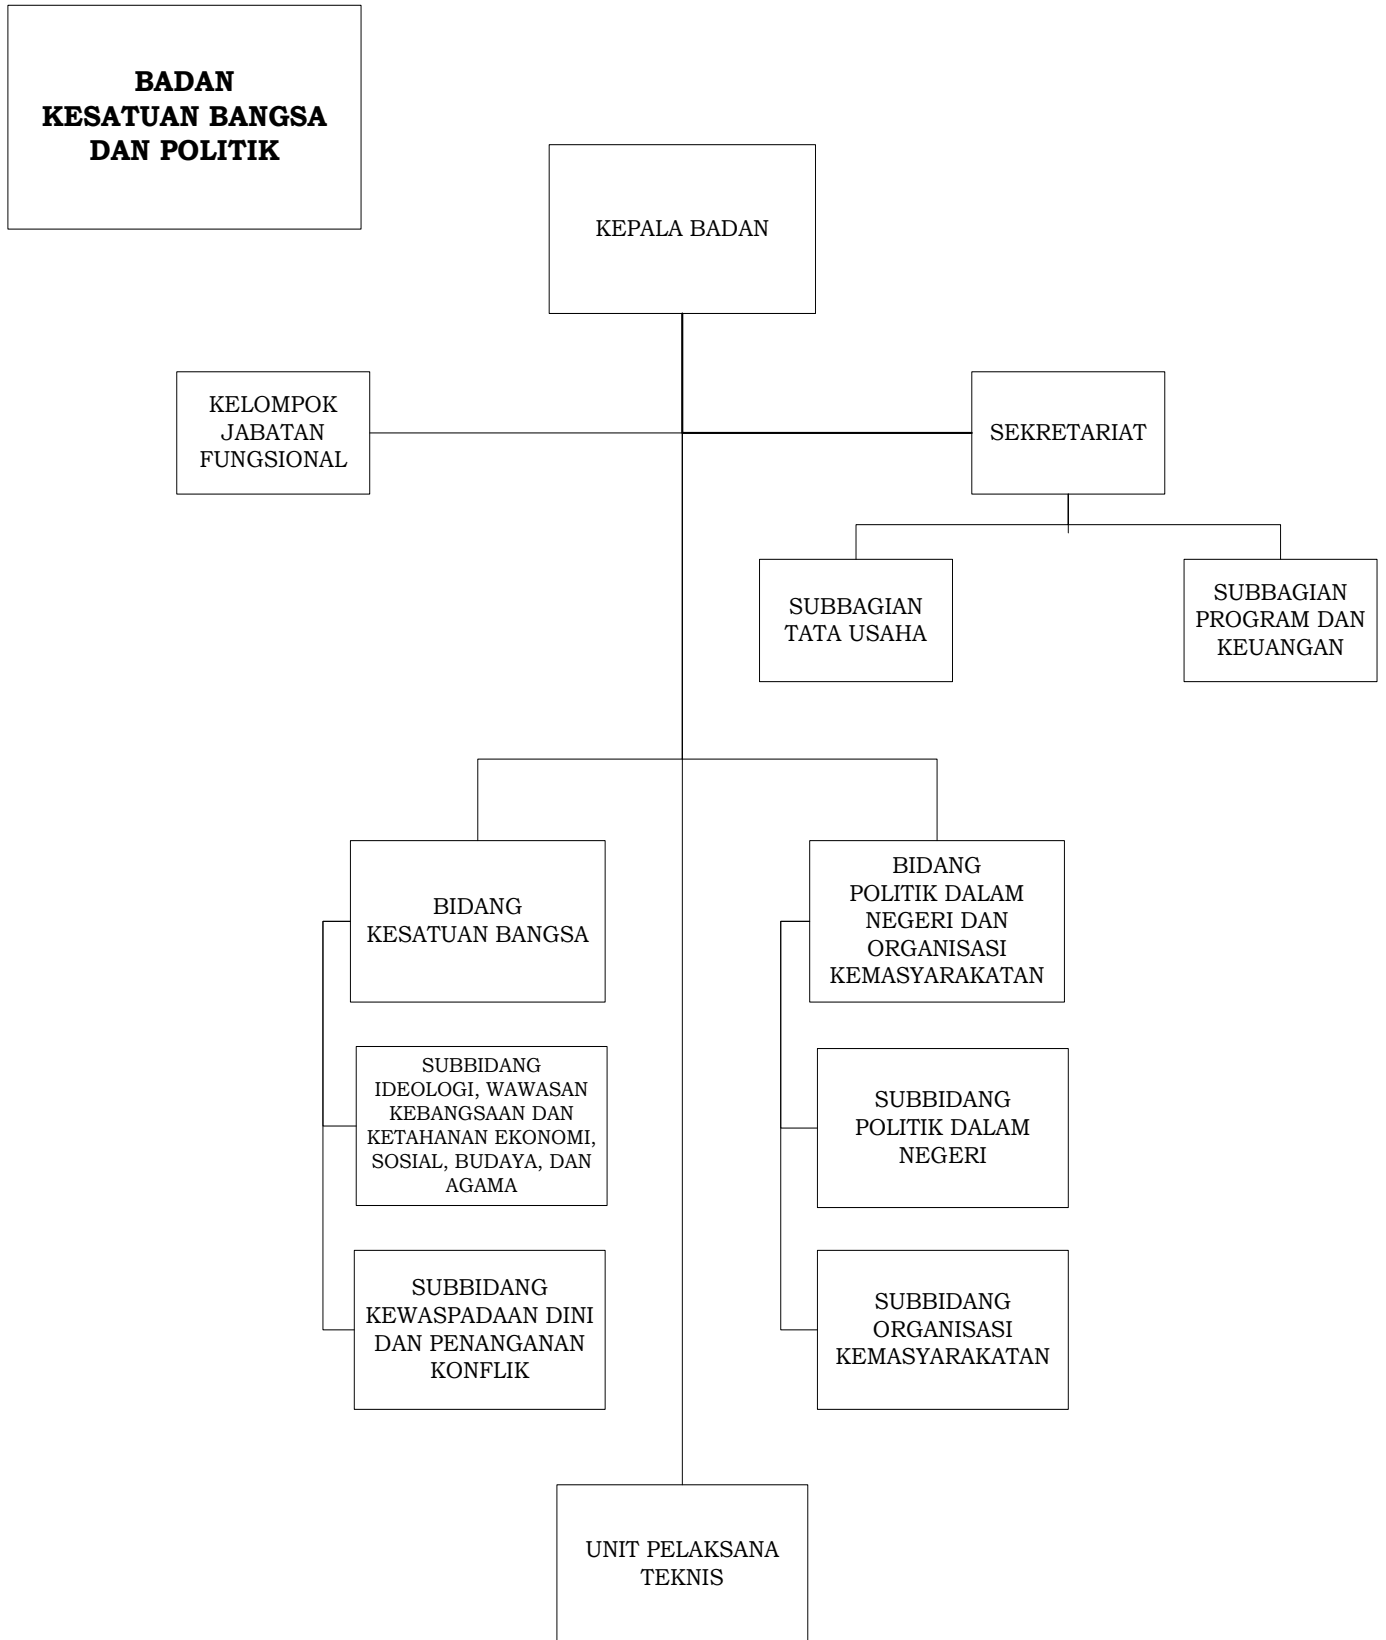 BADAN
KESATUAN BANGSA
DAN POLITIK
KEPALA BADAN
KELOMPOK
JABATAN
FUNGSIONAL
SEKRETARIAT
SUBBAGIAN
TATA USAHA
SUBBAGIAN
PROGRAM DAN
KEUANGAN
BIDANG
KESATUAN BANGSA
BIDANG
POLITIK DALAM
NEGERI DAN
ORGANISASI
KEMASYARAKATAN
SUBBIDANG
IDEOLOGI, WAWASAN
KEBANGSAAN DAN
KETAHANAN EKONOMI,
SOSIAL, BUDAYA, DAN
AGAMA
SUBBIDANG
POLITIK DALAM
NEGERI
SUBBIDANG
KEWASPADAAN DINI
DAN PENANGANAN
KONFLIK
SUBBIDANG
ORGANISASI
KEMASYARAKATAN
UNIT PELAKSANA
TEKNIS